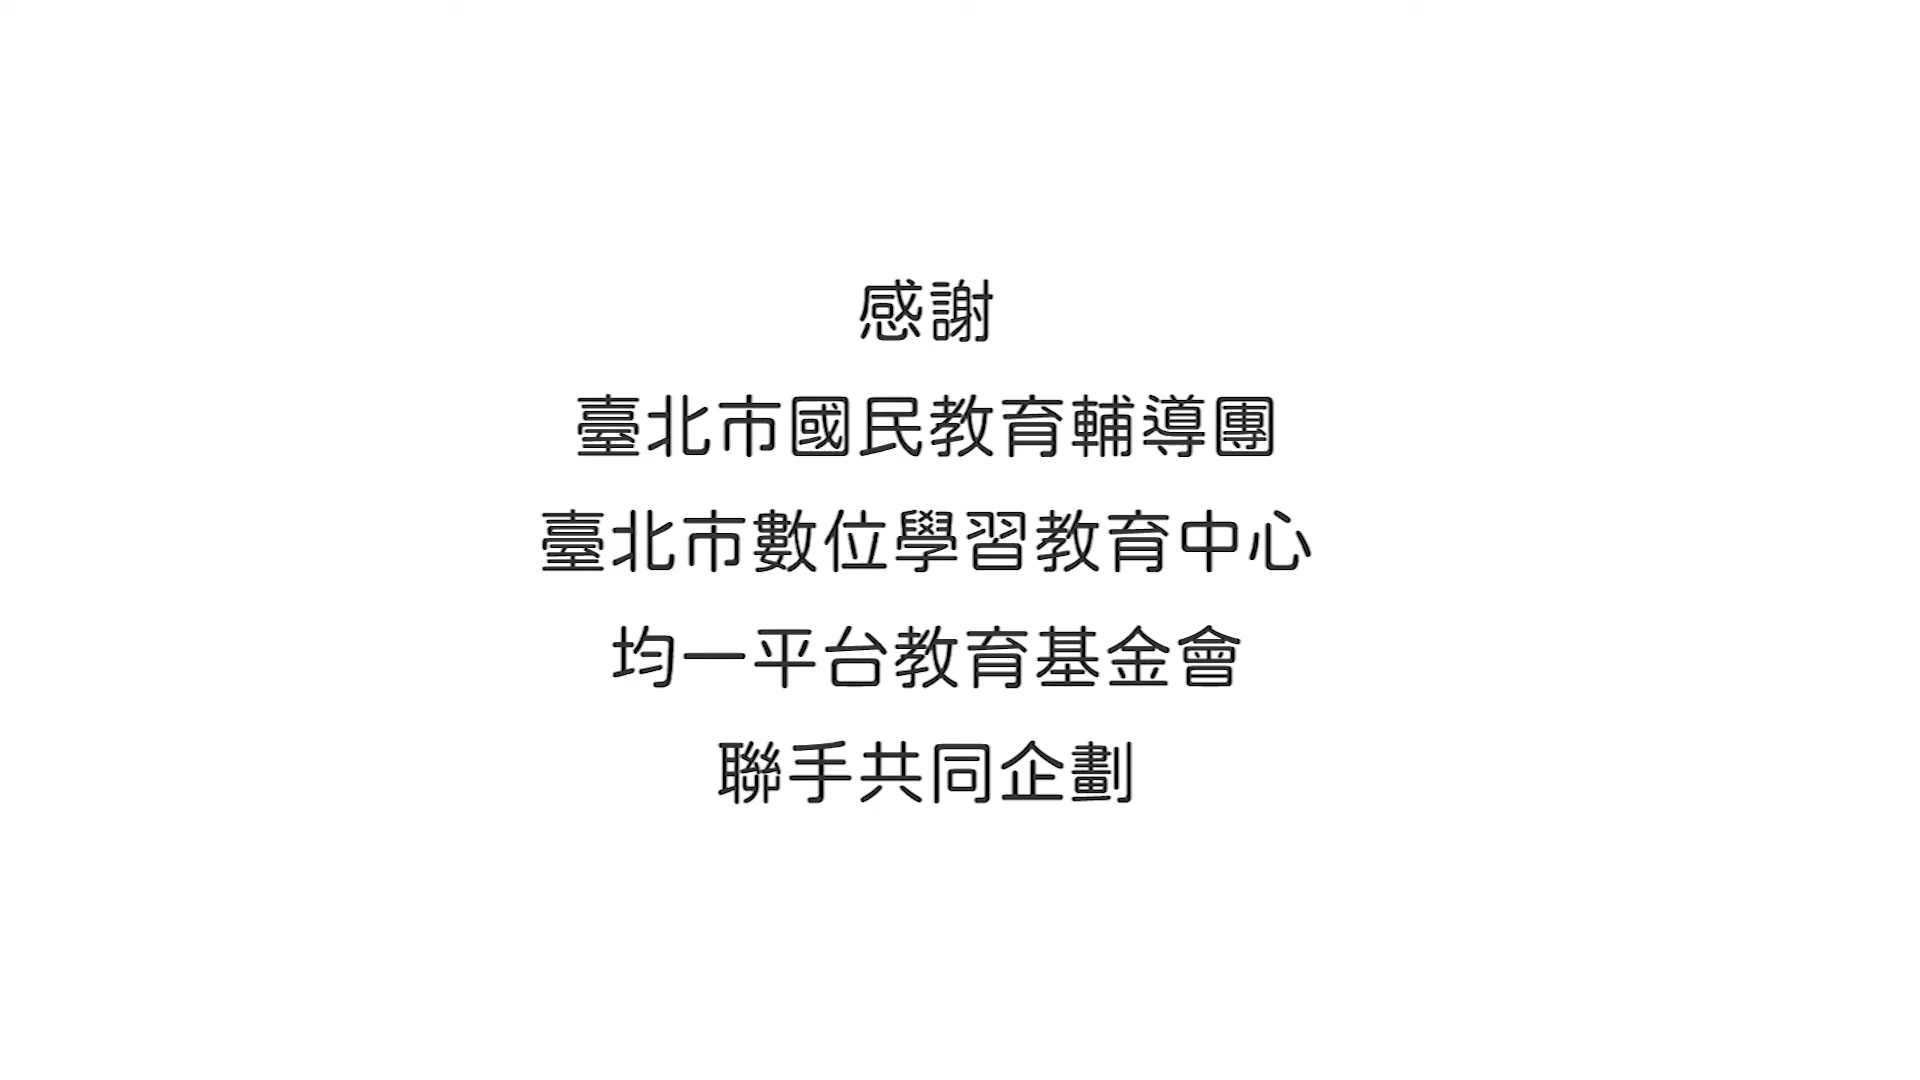 感謝
臺北市國民教育輔導團
臺北市數位學習教育中心
均一平台教育基金會
聯手共同企劃